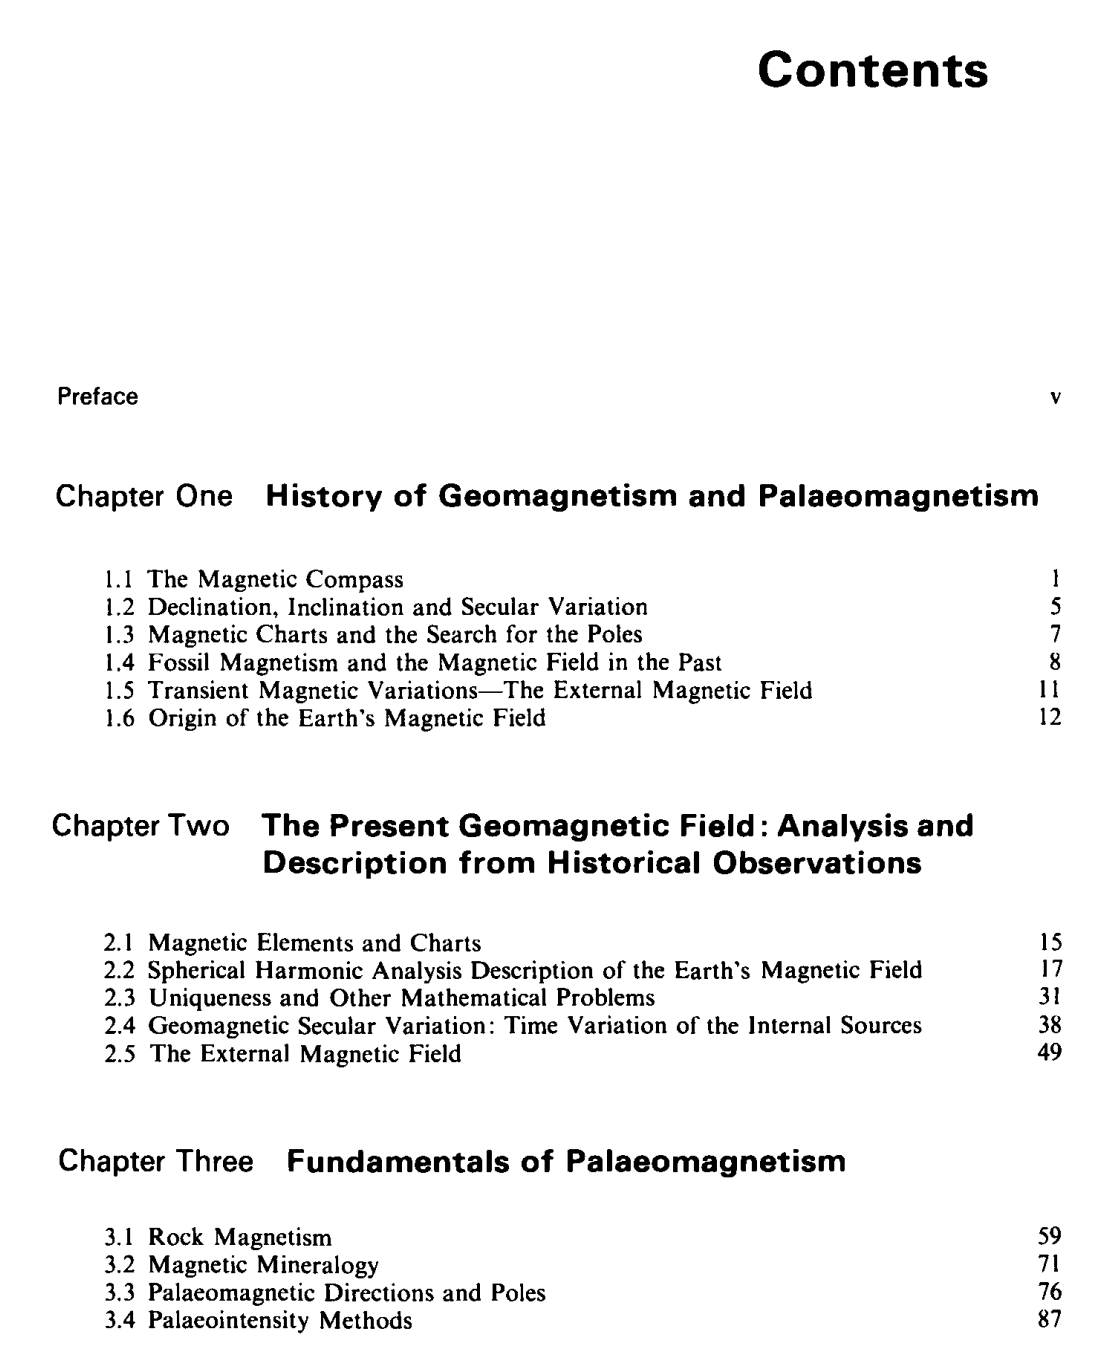 Contents
Preface v
Chapter One History of Geomagnetism and Palaeomagnetism
1.1 The Magnetic Compass 1
1.2 Declination, Inclination and Secular Variation 5
1.3 Magnetic Charts and the Search for the Poles 7
1.4 Fossil Magnetism and the Magnetic Field in the Past 8
1.5 Transient Magnetic Variations—The External Magnetic Field 11
1.6 Origin of the Earth's Magnetic Field 12
Chapter Two The Present Geomagnetic Field: Analysis and
Description from Historical Observations
2.1 Magnetic Elements and Charts 15
2.2 Spherical Harmonic Analysis Description of the Earth's Magnetic Field 17
2.3 Uniqueness and Other Mathematical Problems 31
2.4 Geomagnetic Secular Variation: Time Variation of the Internal Sources 38
2.5 The External Magnetic Field 49
Chapter Three Fundamentals of Palaeomagnetism
3.1 Rock Magnetism 59
3.2 Magnetic Mineralogy 71
3.3 Palaeomagnetic Directions and Poles 76
3.4 Palaeointensity Methods 87